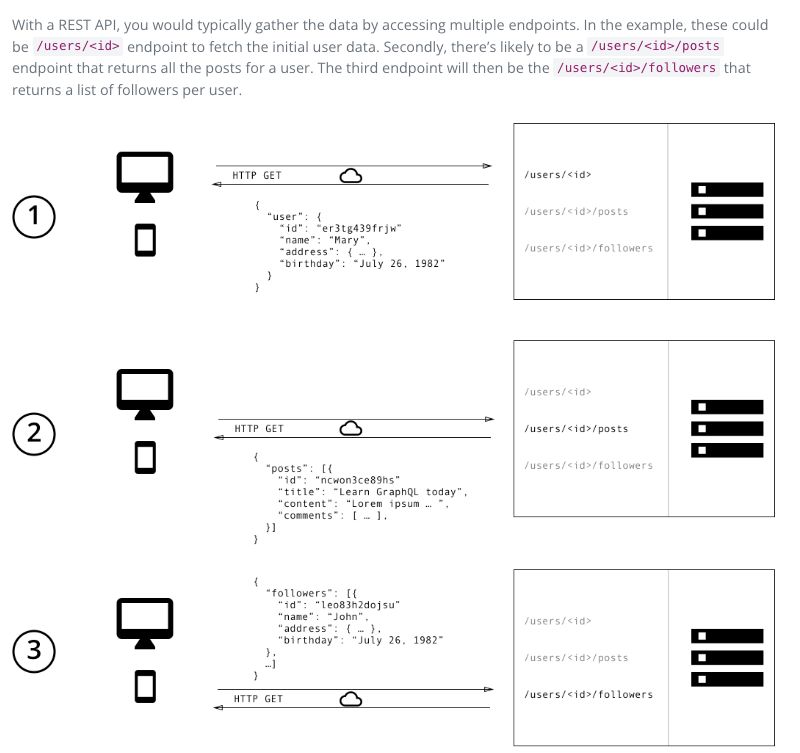 With a REST API, you would typically gather the data by accessing multiple endpoints. In the example, these could
be /users/<id> endpoint to fetch the initial user data. Secondly, there's likely to be a /users/<id>/posts
endpoint that returns all the posts for a user. The third endpoint will then be the /users/<id>/followers that
returns a list of followers per user.
1
HTTP GET
{
"user": {
"id": "er3tg439frjw"
"name": "Mary",
"address": { … },
"birthday": "July 26, 1982"
}
}
/users/<id>
/users/<id>/posts
/users/<id>/followers
2
HTTP GET
{
"posts": [{
"id": "ncwon3ce89hs"
"title": "Learn GraphQL today",
"content": "Lorem ipsum … ",
"comments": [ … ],
}]
}
/users/<id>
/users/<id>/posts
/users/<id>/followers
3
{
"followers": [{
"id": "leo83h2dojsu"
"name": "John",
"address": { … },
"birthday": "July 26, 1982"
},
…]
}
HTTP GET
/users/<id>
/users/<id>/posts
/users/<id>/followers